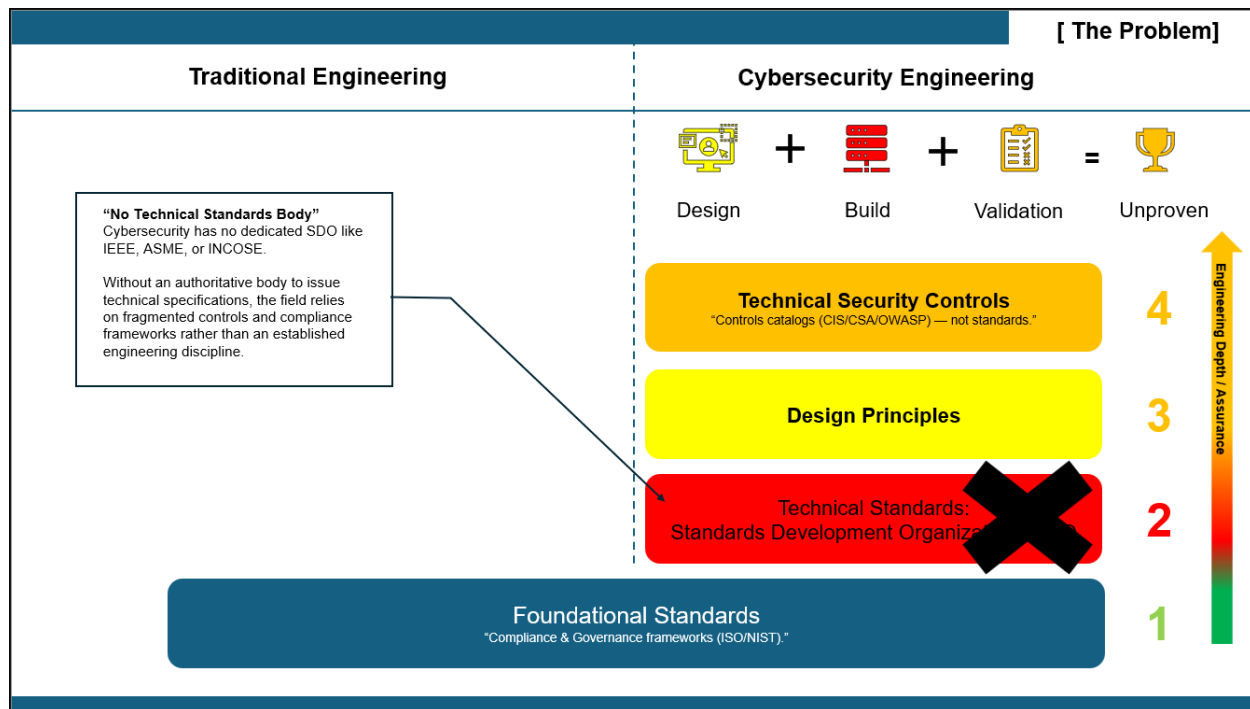 [ The Problem]
Traditional Engineering
Cybersecurity Engineering
Design
Build
Validation
Unproven
“No Technical Standards Body”
Cybersecurity has no dedicated SDO like
IEEE, ASME, or INCOSE.
Without an authoritative body to issue
technical specifications, the field relies
on fragmented controls and compliance
frameworks rather than an established
engineering discipline.
Technical Security Controls
“Controls catalogs (CIS/CSA/OWASP) — not standards.”
4
Design Principles
3
Technical Standards:
Standards Development
2
Foundational Standards
“Compliance & Governance frameworks (ISO/NIST).”
1
Engineering Depth / Assurance